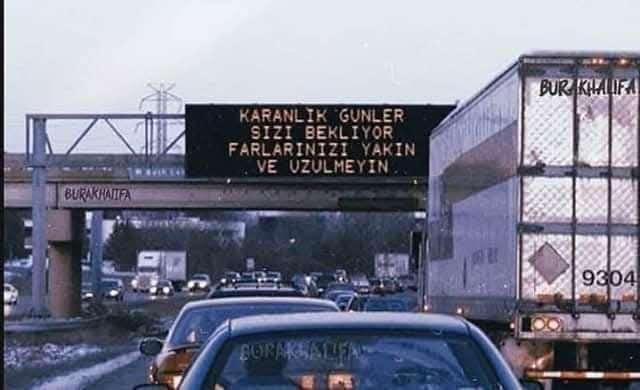 BURAKHALIFA
KARANLIK GUNLER
SIZI BEKLIYOR
FARLARINIZI YAKIN
VE UZULMEYIN
BURAKHALIFA
9304
BURAKHALIFA